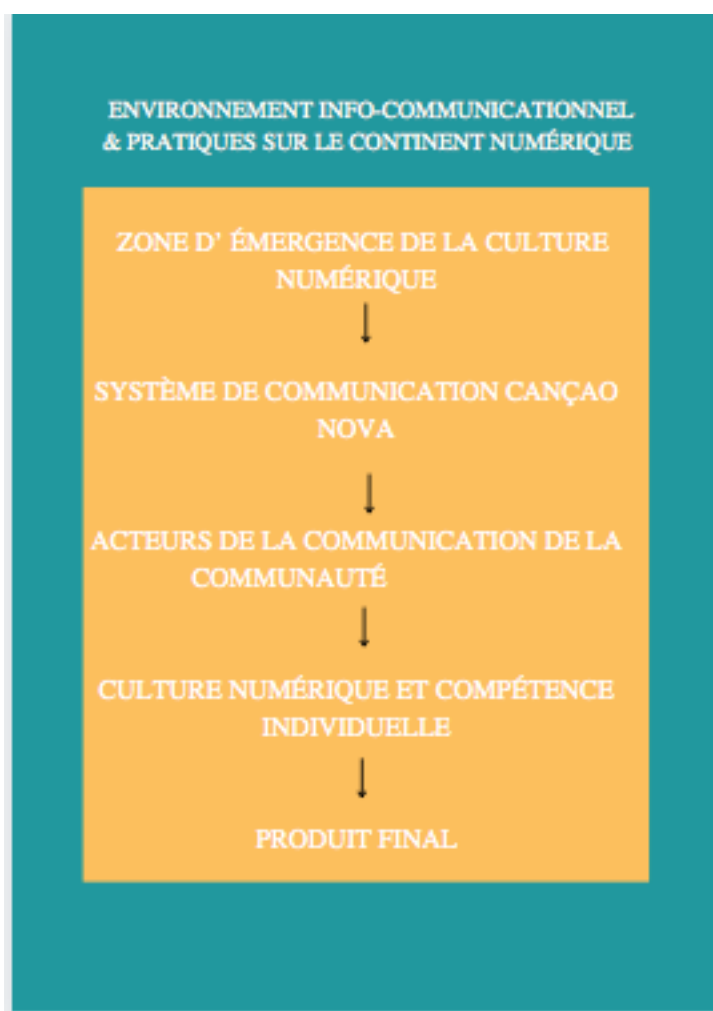 ENVIRONNEMENT INFO-COMMUNICATIONNEL
& PRATIQUES SUR LE CONTINENT NUMÉRIQUE
ZONE D' ÉMERGENCE DE LA CULTURE
NUMÉRIQUE
SYSTÈME DE COMMUNICATION CANÇAO
NOVA
ACTEURS DE LA COMMUNICATION DE LA
COMMUNAUTÉ
CULTURE NUMÉRIQUE ET COMPÉTENCE
INDIVIDUELLE
PRODUIT FINAL